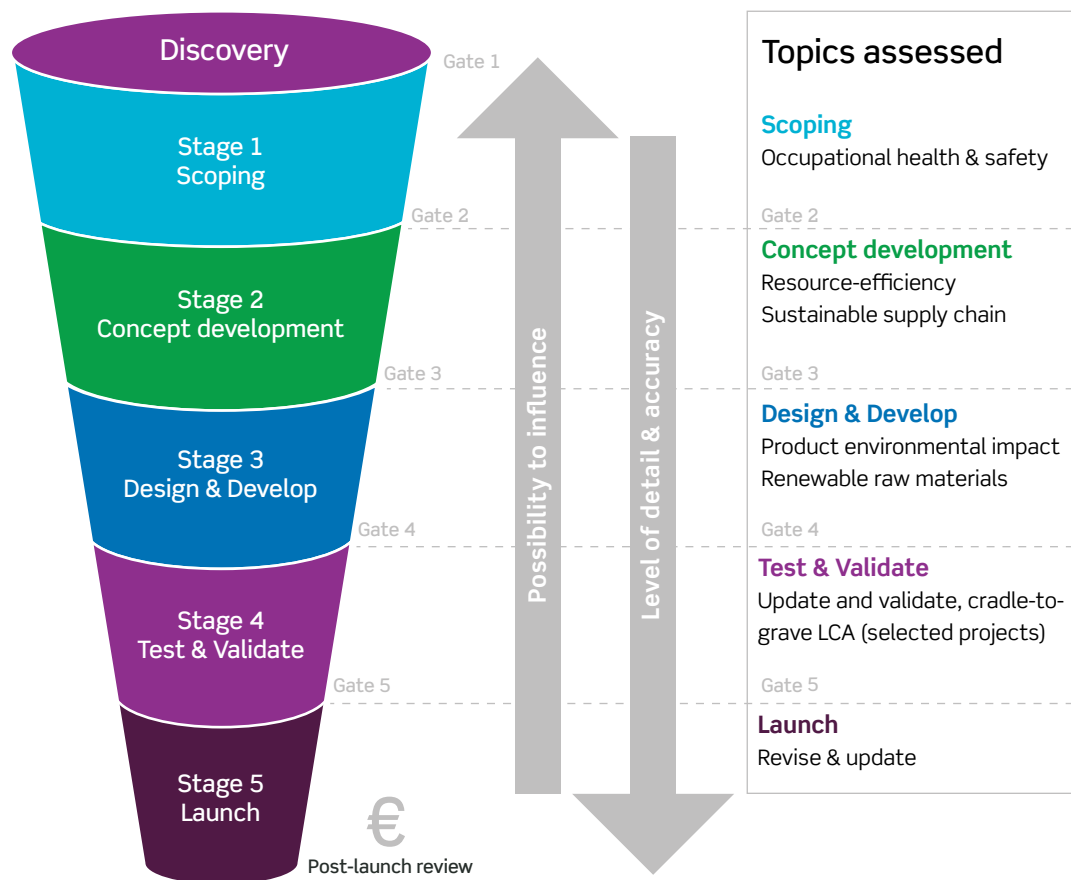 Discovery
Gate 1
Stage 1
Scoping
Gate 2
Stage 2
Concept development
Gate 3
Stage 3
Design & Develop
Gate 4
Stage 4
Test & Validate
Gate 5
Stage 5
Launch
€
Post-launch review
Possibility to influence
Level of detail & accuracy
Topics assessed
Scoping
Occupational health & safety
Gate 2
Concept development
Resource-efficiency
Sustainable supply chain
Gate 3
Design & Develop
Product environmental impact
Renewable raw materials
Gate 4
Test & Validate
Update and validate, cradle-to-
grave LCA (selected projects)
Gate 5
Launch
Revise & update